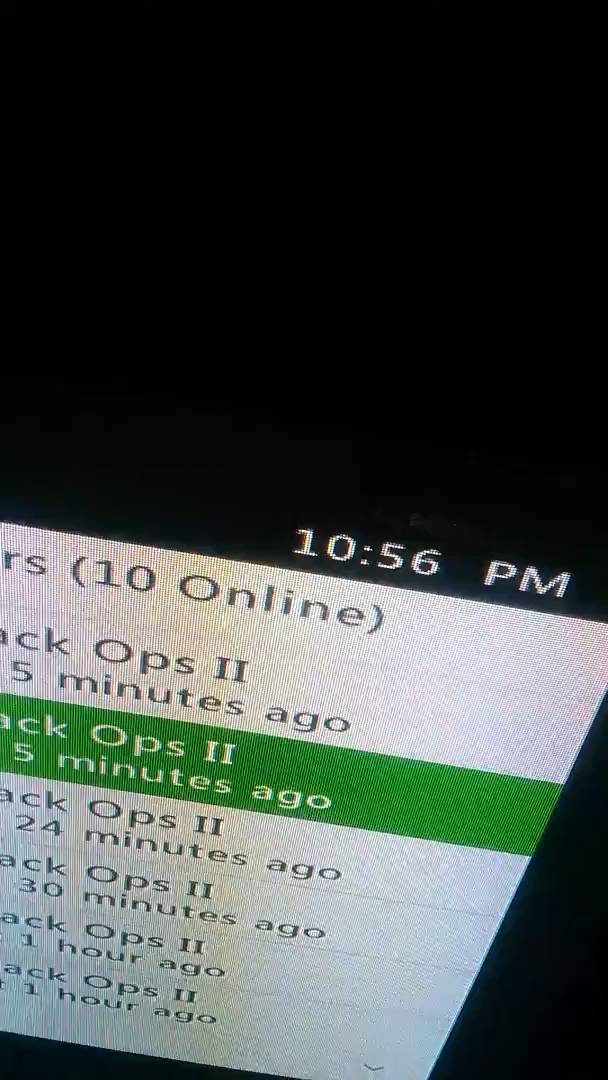 10:56 PM
rs (10 Online)
ack Ops II
5 minutes ago
ack Ops II
5 minutes ago
ack Ops II
24 minutes ago
ack Ops II
30 minutes ago
ack Ops II
1 hour ago
ack Ops II
t 1 hour ago